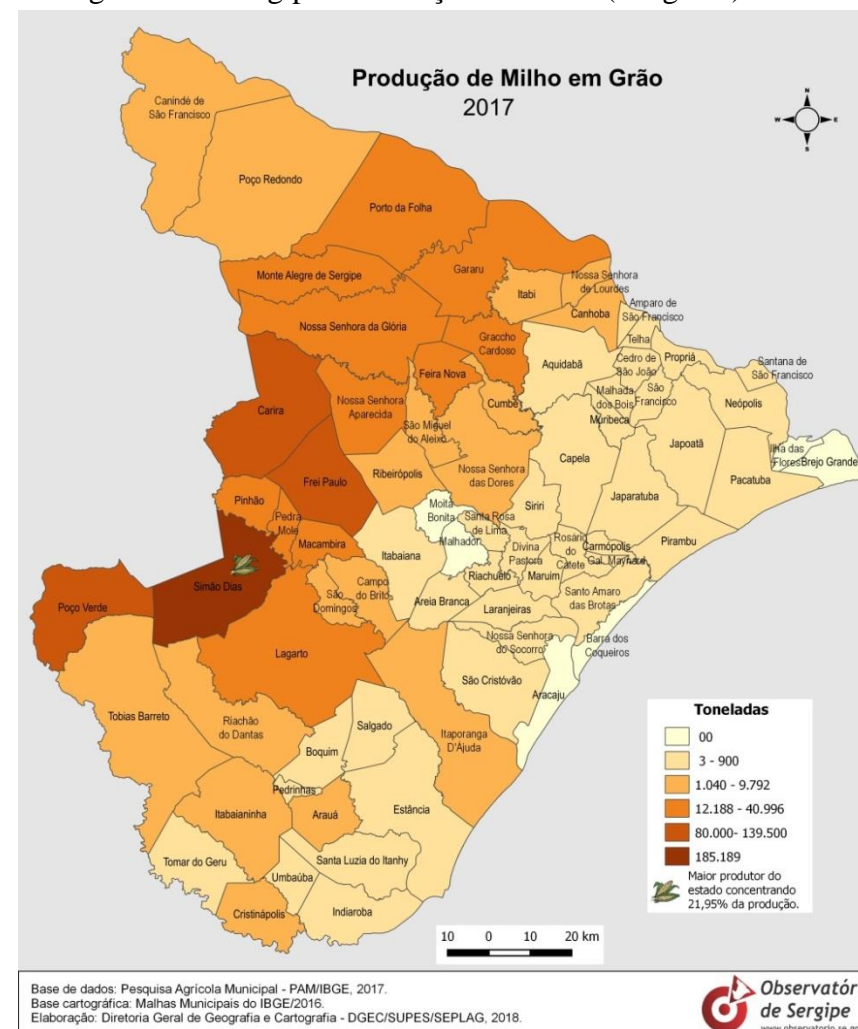 Produção de Milho em Grão
2017
N
W
E
S
Canindé de
São Francisco
Poço Redondo
Porto da Folha
Monte Alegre de Sergipe
Gararu
Itabi
Nossa Senhora
de Lourdes
Canhoba
Amparo de
São Francisco
Nossa Senhora da Glória
Graccho
Cardoso
Telha
Aquidabã
Cedro de
São João
Propriá
Santana de
São Francisco
Feira Nova
Carira
Nossa Senhora
Aparecida
Cumbe
Malhada
dos Bois
São
Francisco
Neópolis
Muribeca
São Miguel
do Aleixo
Japoatã
Ilha das
Flores
Brejo Grande
Capela
Pacatuba
Frei Paulo
Ribeirópolis
Nossa Senhora
das Dores
Pinhão
Siriri
Japaratuba
Moita
Bonita
Santa Rosa
de Lima
Pedra
Mole
Macambira
Malhador
Divina
Pastora
Rosário
do
Catete
Carmópolis
Pirambu
Itabaiana
Gal. Maynard
Simão Dias
Riachuelo
Maruim
Poço Verde
São
Domingos
Campo
do Brito
Areia Branca
Laranjeiras
Santo Amaro
das Brotas
Nossa Senhora
do Socorro
Barra dos
Coqueiros
Lagarto
São Cristóvão
Aracaju
Tobias Barreto
Riachão
do Dantas
Salgado
Itaporanga
D'Ajuda
Boquim
Pedrinhas
Itabaianinha
Arauá
Estância
Tomar do Geru
Santa Luzia do Itanhy
Umbaúba
Cristinápolis
Indiaroba
Toneladas
00
3 - 900
1.040 - 9.792
12.188 - 40.996
80.000- 139.500
185.189
Maior produtor do
estado concentrando
21,95% da produção.
10 0 10 20 km
Base de dados: Pesquisa Agrícola Municipal - PAM/IBGE, 2017.
Base cartográfica: Malhas Municipais do IBGE/2016.
Elaboração: Diretoria Geral de Geografia e Cartografia - DGEC/SUPES/SEPLAG, 2018.
Observatór
de Sergipe